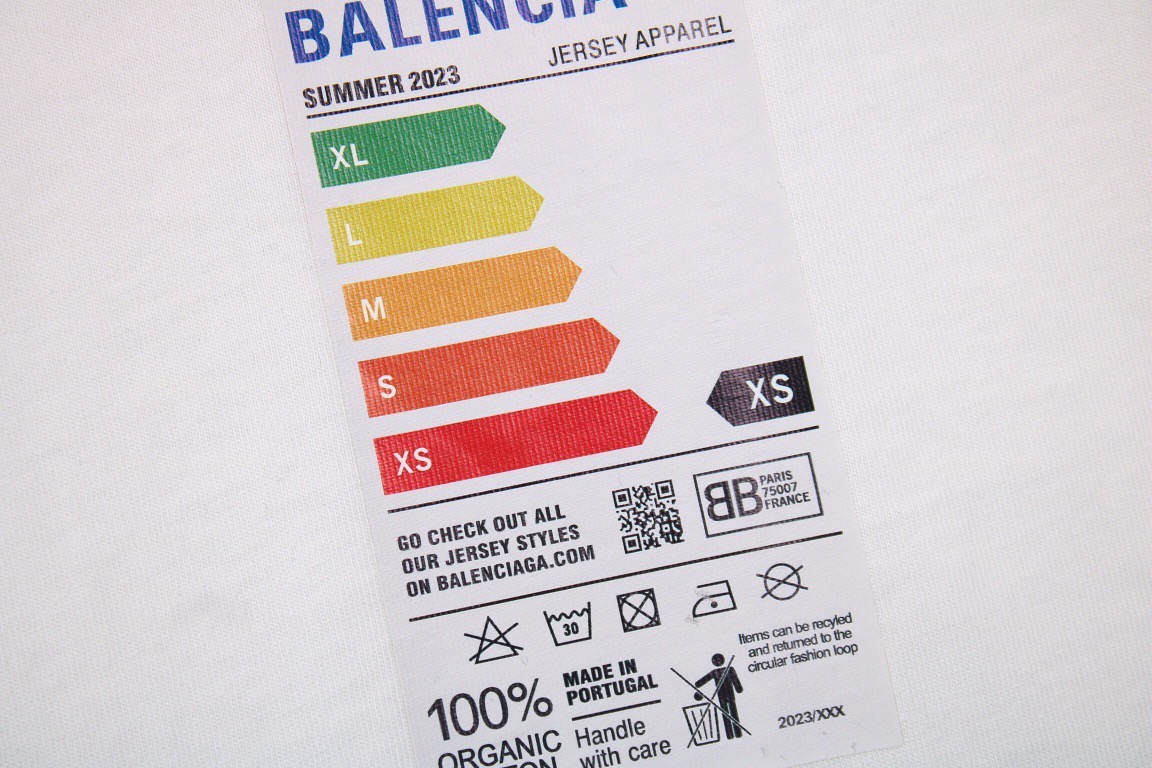 BALENCIA
JERSEY APPAREL
SUMMER 2023
XL
L
M
S
XS
XS
GO CHECK OUT ALL
OUR JERSEY STYLES
ON BALENCIAGA.COM
BB
PARIS
75007
FRANCE
30
Items can be recyled
and returned to the
circular fashion loop
100%
ORGANIC
MADE IN
PORTUGAL
Handle
with care
2023/XXX